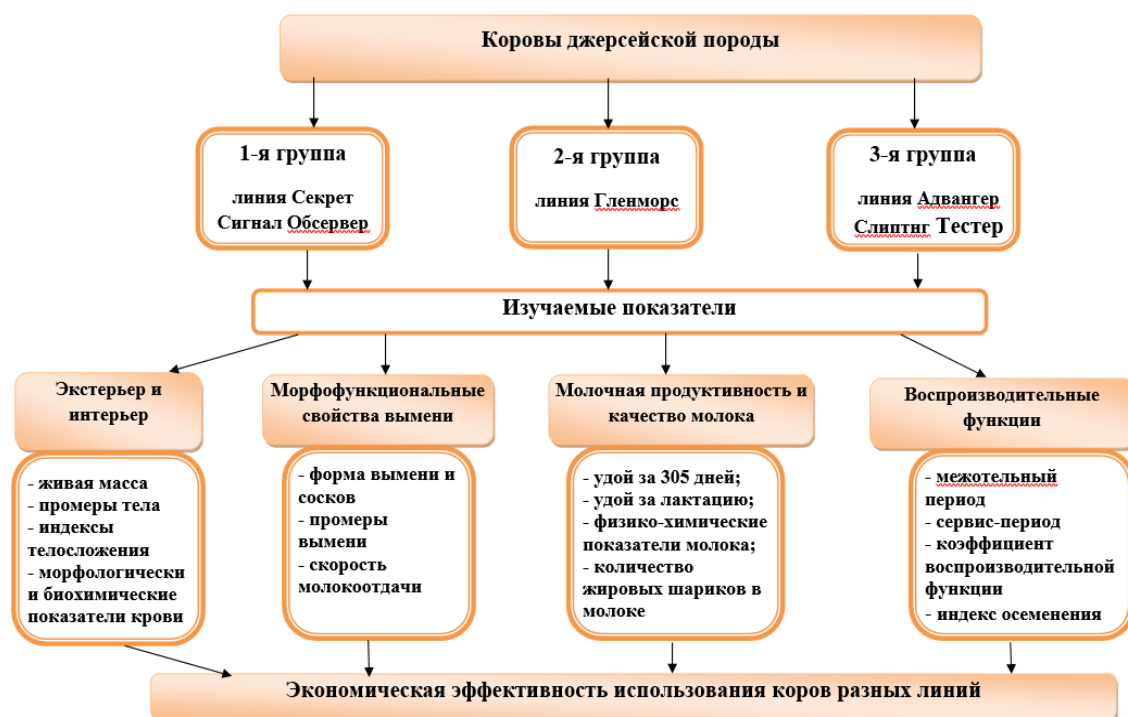 Коровы джерсейской породы
1-я группа
линия Секрет
Сигнал Обсервер
2-я группа
линия Гленморс
3-я группа
линия Адвангер
Слиптнг Тестер
Изучаемые показатели
Экстерьер и
интерьер
- живая масса
- промеры тела
- индексы
телосложения
- морфологически
и биохимические
показатели крови
Морфофункциональные
свойства вымени
- форма вымени и
сосков
- промеры
вымени
- скорость
молокоотдачи
Молочная продуктивность и
качество молока
- удой за 305 дней;
- удой за лактацию;
- физико-химические
показатели молока;
- количество
жировых шариков в
молоке
Воспроизводительные
функции
- межотельный
период
- сервис-период
- коэффициент
воспроизводительной
функции
- индекс осеменения
Экономическая эффективность использования коров разных линий